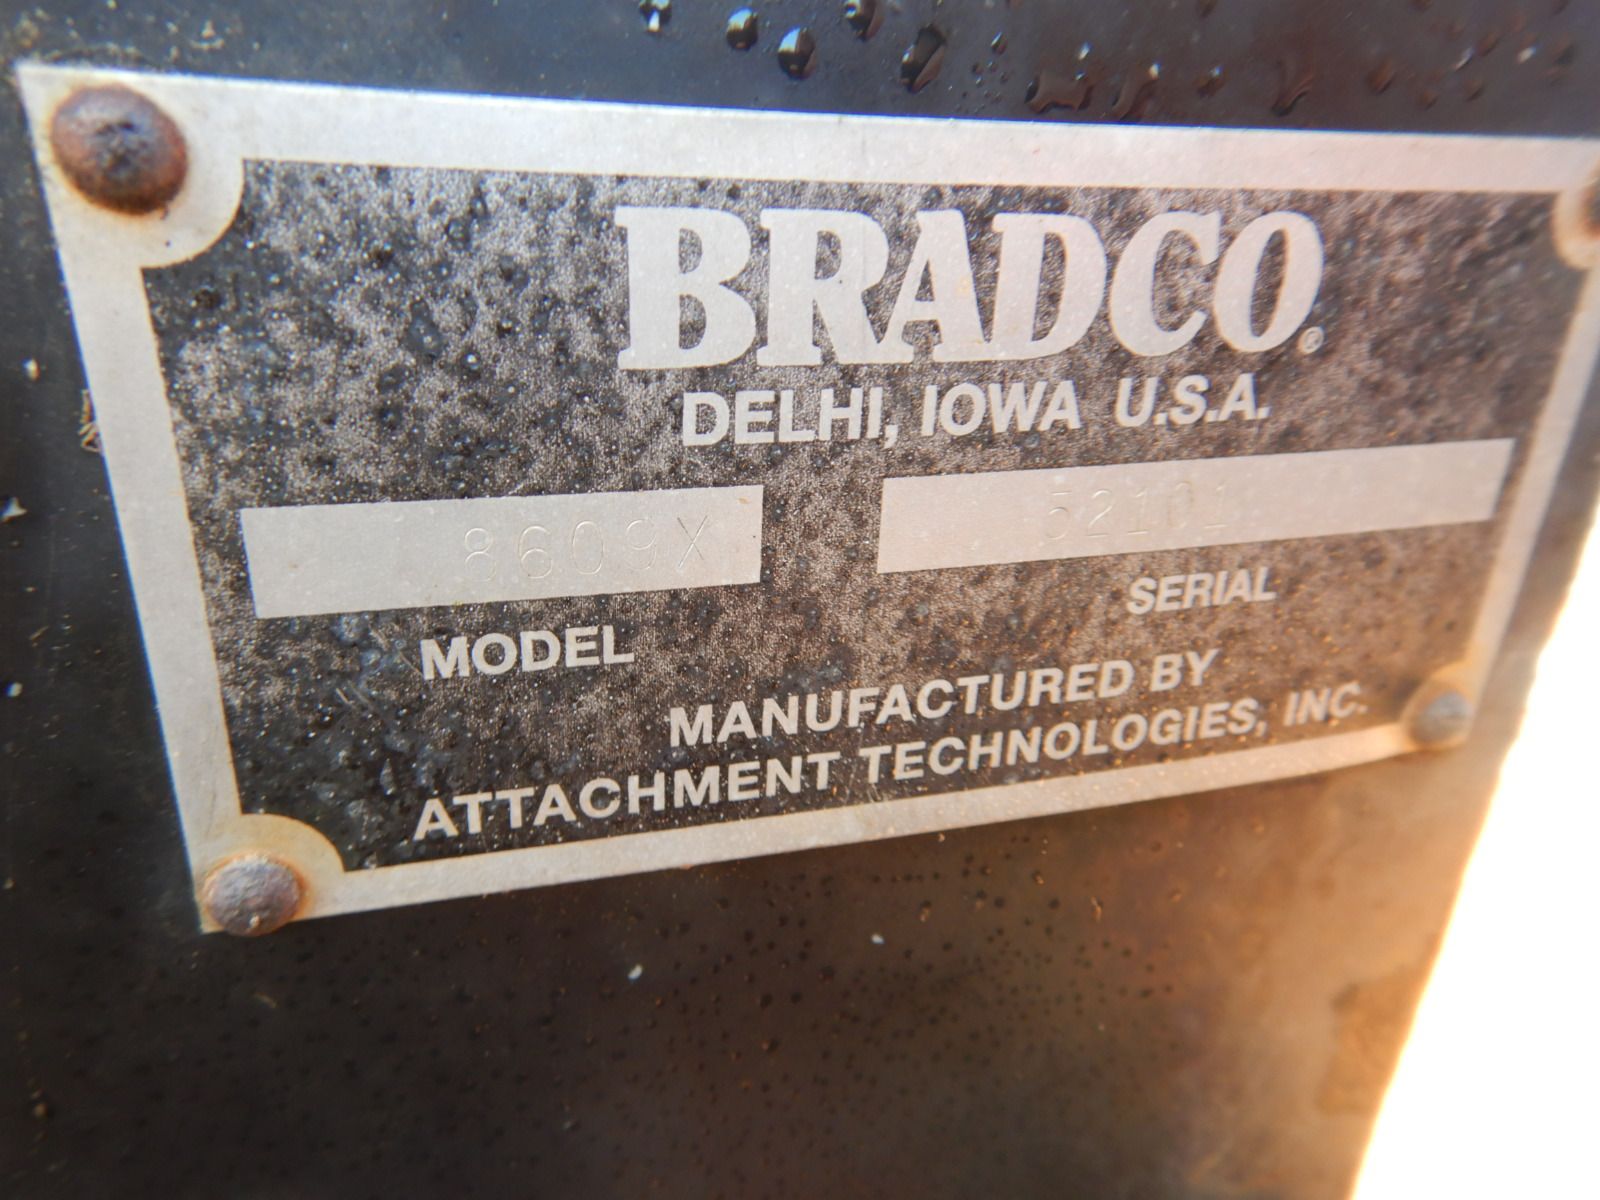 BRADCO®
DELHI, IOWA U.S.A.
8609X 52101
MODEL SERIAL
MANUFACTURED BY
ATTACHMENT TECHNOLOGIES, INC.